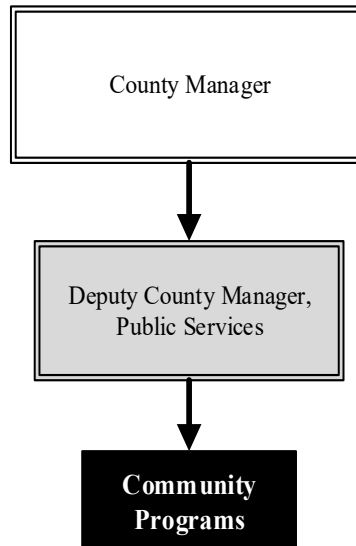 County Manager
Deputy County Manager,
Public Services
Community
Programs